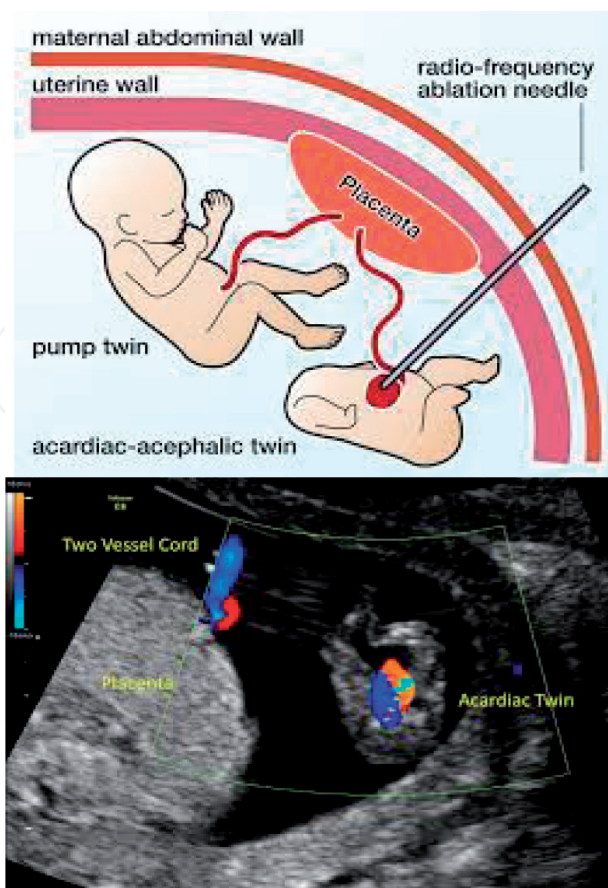 maternal abdominal wall
radio-frequency
ablation needle
uterine wall
Placenta
pump twin
acardiac-acephalic twin
Two Vessel Cord
Placenta
Acardiac Twin